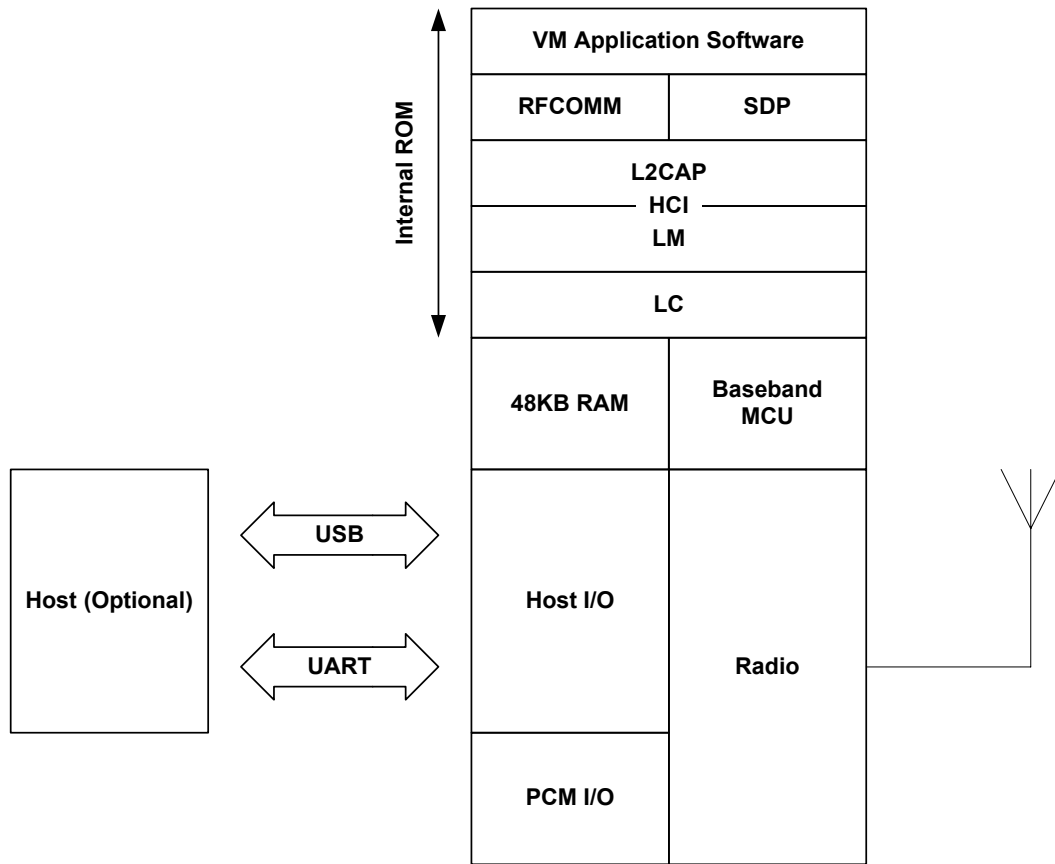 VM Application Software
Internal ROM
RFCOMM
SDP
L2CAP
HCI
LM
LC
48KB RAM
Baseband
MCU
Host (Optional)
USB
UART
Host I/O
Radio
PCM I/O